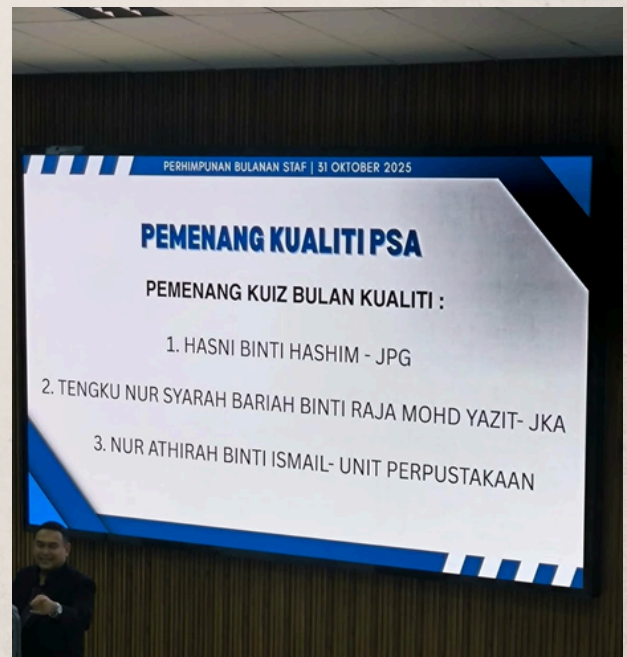 PERHIMPUNAN BULANAN STAF | 31 OKTOBER 2025
PEMENANG KUALITI PSA
PEMENANG KUIZ BULAN KUALITI :
1. HASNI BINTI HASHIM - JPG
2. TENGKU NUR SYARAH BARIAH BINTI RAJA MOHD YAZIT- JKA
3. NUR ATHIRAH BINTI ISMAIL- UNIT PERPUSTAKAAN